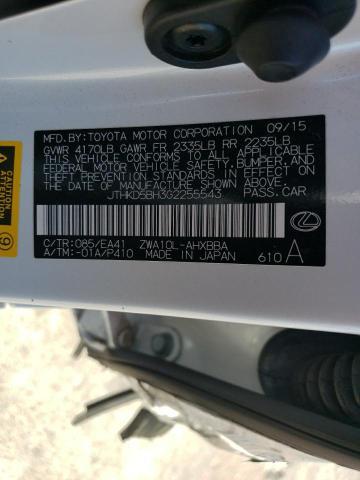 MFD.BY: TOYOTA MOTOR CORPORATION 09/15
GVWR 4170LB GAWR FR 2335LB RR 2235LB
THIS VEHICLE CONFORMS TO ALL APPLICABLE
FEDERAL MOTOR VEHICLE SAFETY, BUMPER, AND
THEFT PREVENTION STANDARDS IN EFFECT ON
THE DATE OF MANUFACTURE SHOWN ABOVE.
JTHKD5BH3G2255543 PASS.CAR
C/TR: 085/EA41 ZWA10L-AHXBBA
A/TM: -01A/P410 MADE IN JAPAN 610 A
CAUTION